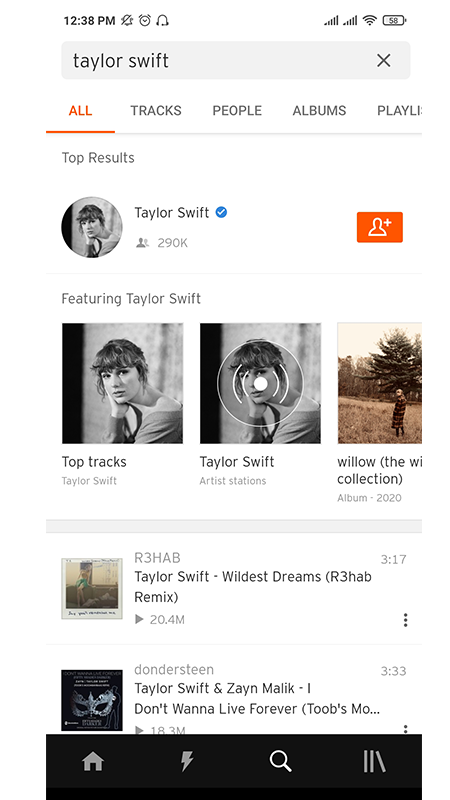 12:38 PM 58
taylor swift
ALL TRACKS PEOPLE ALBUMS PLAYLIS
Top Results
Taylor Swift
290K
Featuring Taylor Swift
Top tracks
Taylor Swift
Taylor Swift
Artist stations
willow (the wi
collection)
Album - 2020
R3HAB 3:17
Taylor Swift - Wildest Dreams (R3hab
Remix)
20.4M
dondersteen 3:33
Taylor Swift & Zayn Malik - I
Don't Wanna Live Forever (Toob's Mo...
18.3M